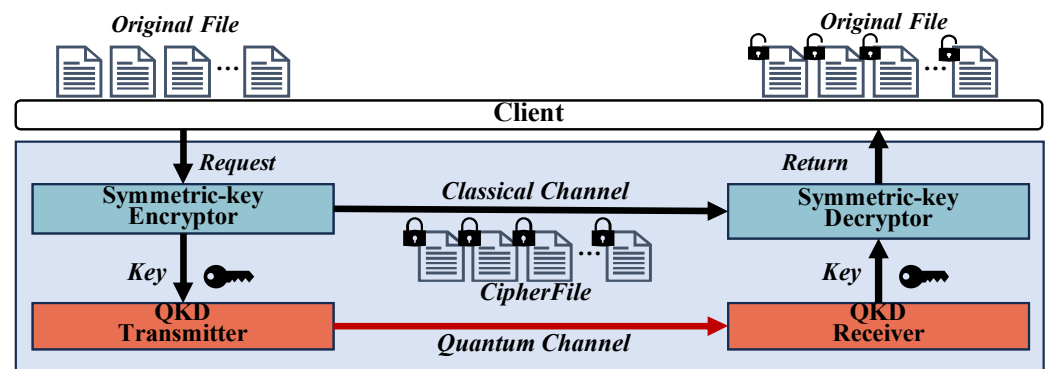 Original File
Original File
...
...
Client
Request
Return
Symmetric-key
Encryptor
Classical Channel
Symmetric-key
Decryptor
...
Key
CipherFile
Key
QKD
Transmitter
Quantum Channel
QKD
Receiver